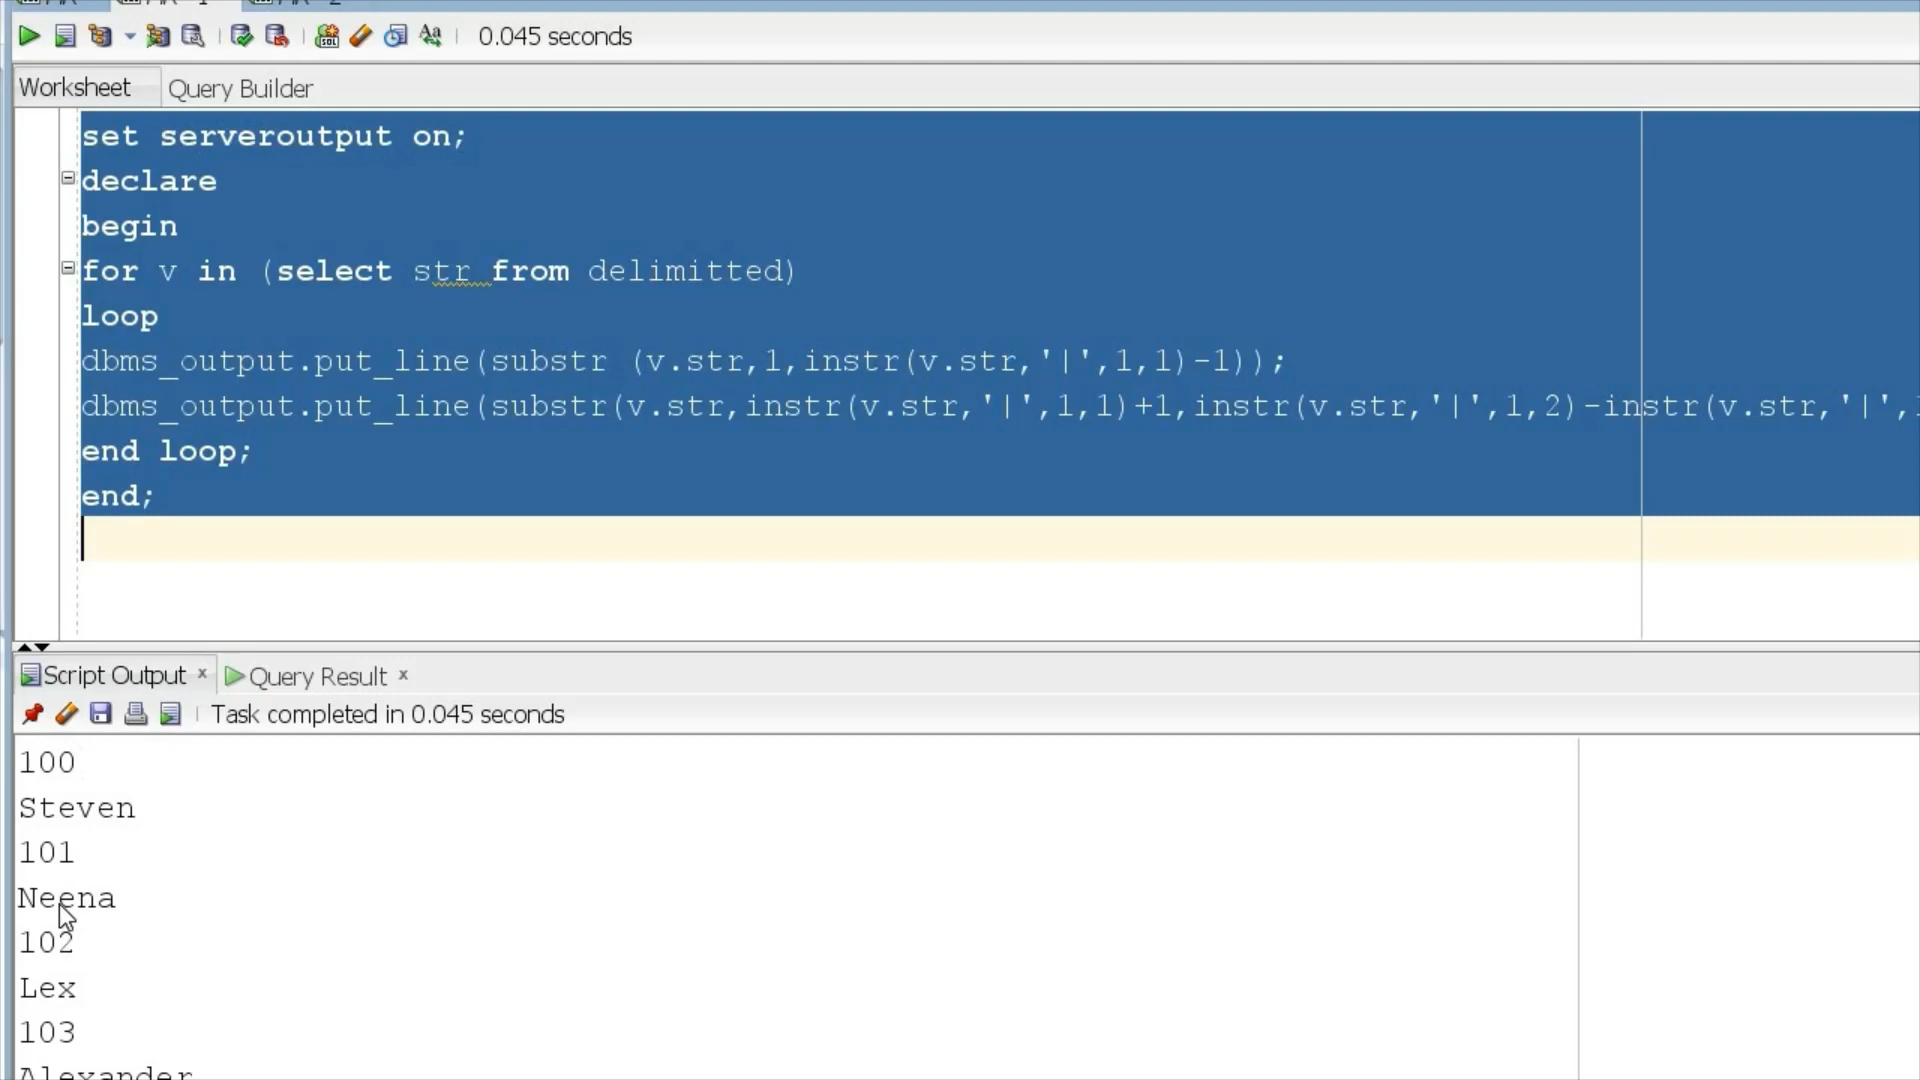 0.045 seconds
Worksheet Query Builder
set serveroutput on;
declare
begin
for v in (select str from delimitted)
loop
dbms_output.put_line(substr (v.str,1,instr(v.str,'|',1,1)-1));
dbms_output.put_line(substr(v.str,instr(v.str,'|',1,1)+1,instr(v.str,'|',1,2)-instr(v.str,'|',
end loop;
end;
Script Output x Query Result x
Task completed in 0.045 seconds
100
Steven
101
Neena
102
Lex
103
Alexander